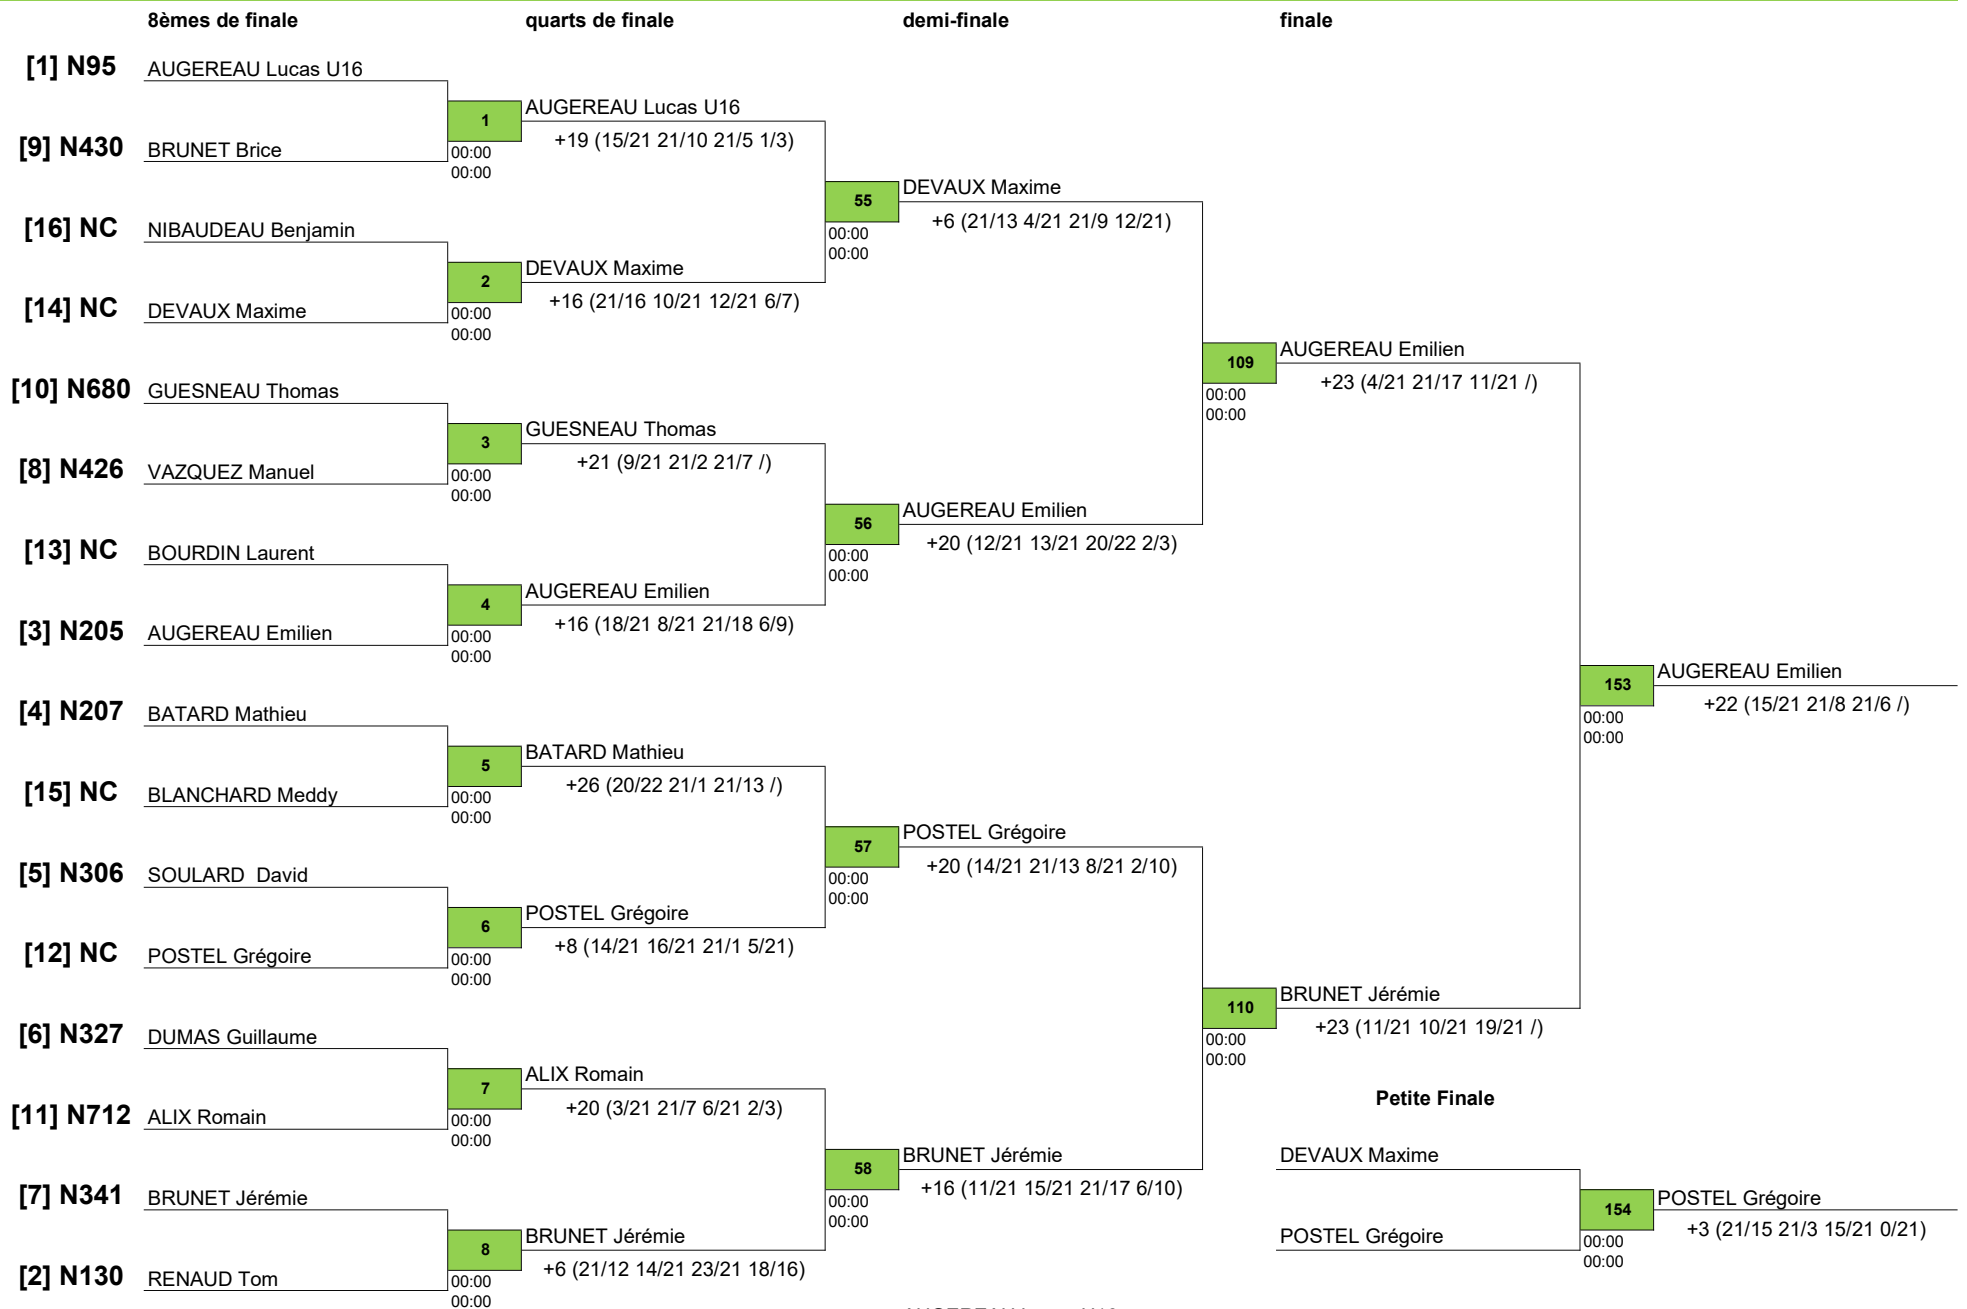 8èmes de finale quarts de finale demi-finale finale
[1] N95 AUGEREAU Lucas U16
1 AUGEREAU Lucas U16
+19 (15/21 21/10 21/5 1/3)
[9] N430 BRUNET Brice
00:00
00:00
55 DEVAUX Maxime
+6 (21/13 4/21 21/9 12/21)
00:00
00:00
[16] NC NIBAUDEAU Benjamin
2 DEVAUX Maxime
+16 (21/16 10/21 12/21 6/7)
[14] NC DEVAUX Maxime
00:00
00:00
109 AUGEREAU Emilien
+23 (4/21 21/17 11/21 /)
00:00
00:00
[10] N680 GUESNEAU Thomas
3 GUESNEAU Thomas
+21 (9/21 21/2 21/7 /)
[8] N426 VAZQUEZ Manuel
00:00
00:00
56 AUGEREAU Emilien
+20 (12/21 13/21 20/22 2/3)
00:00
00:00
[13] NC BOURDIN Laurent
4 AUGEREAU Emilien
+16 (18/21 8/21 21/18 6/9)
[3] N205 AUGEREAU Emilien
00:00
00:00
153 AUGEREAU Emilien
+22 (15/21 21/8 21/6 /)
00:00
00:00
[4] N207 BATARD Mathieu
5 BATARD Mathieu
+26 (20/22 21/1 21/13 /)
[15] NC BLANCHARD Meddy
00:00
00:00
57 POSTEL Grégoire
+20 (14/21 21/13 8/21 2/10)
00:00
00:00
[5] N306 SOULARD  David
6 POSTEL Grégoire
+8 (14/21 16/21 21/1 5/21)
[12] NC POSTEL Grégoire
00:00
00:00
110 BRUNET Jérémie
+23 (11/21 10/21 19/21 /)
00:00
00:00
[6] N327 DUMAS Guillaume
7 ALIX Romain
+20 (3/21 21/7 6/21 2/3)
[11] N712 ALIX Romain
00:00
00:00
58 BRUNET Jérémie
+16 (11/21 15/21 21/17 6/10)
00:00
00:00
[7] N341 BRUNET Jérémie
8 BRUNET Jérémie
+6 (21/12 14/21 23/21 18/16)
[2] N130 RENAUD Tom
00:00
00:00
Petite Finale
DEVAUX Maxime
154 POSTEL Grégoire
+3 (21/15 21/3 15/21 0/21)
POSTEL Grégoire
00:00
00:00